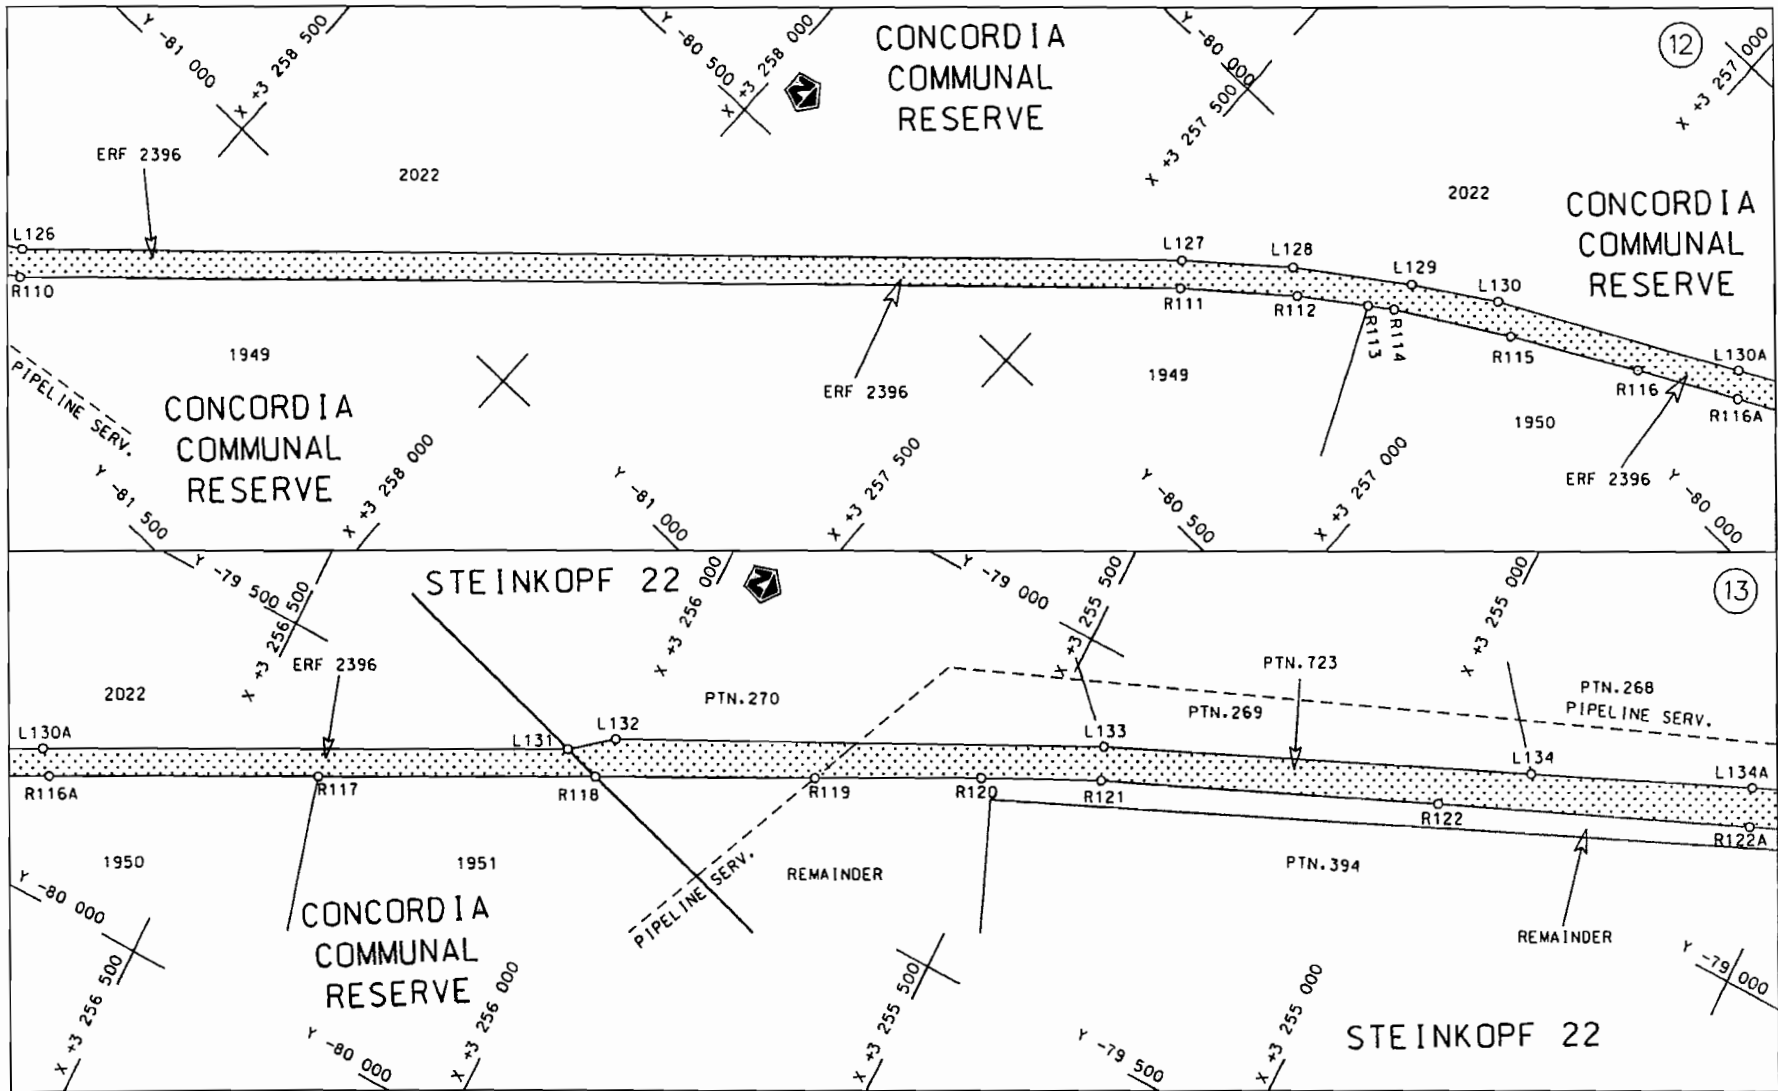 Y -81 000
X +3 258 500
Y -80 500
X +3 258 000
CONCORDIA
COMMUNAL
RESERVE
Y -80 000
X +3 257 500
12
X +3 257 000
ERF 2396
2022
2022
CONCORDIA
COMMUNAL
RESERVE
L126
L127
L128
L129
L130
L130A
R110
R111
R112
R113
R114
R115
R116
R116A
1949
ERF 2396
1949
1950
ERF 2396
PIPELINE SERV.
CONCORDIA
COMMUNAL
RESERVE
Y -81 500
X +3 258 000
Y -81 000
X +3 257 500
Y -80 500
X +3 257 000
Y -80 000
Y -79 500
X +3 256 500
STEINKOPF 22
X +3 256 000
N
Y -79 000
X +3 255 500
X +3 255 000
13
ERF 2396
2022
PTN.270
PTN.723
PTN.269
PTN.268
PIPELINE SERV.
L130A
L131
L132
L133
L134
L134A
R116A
R117
R118
R119
R120
R121
R122
R122A
1950
1951
PIPELINE SERV.
REMAINDER
PTN.394
REMAINDER
CONCORDIA
COMMUNAL
RESERVE
Y -80 000
X +3 256 500
Y -80 000
X +3 256 000
X +3 255 500
Y -79 500
X +3 255 000
Y -79 000
STEINKOPF 22